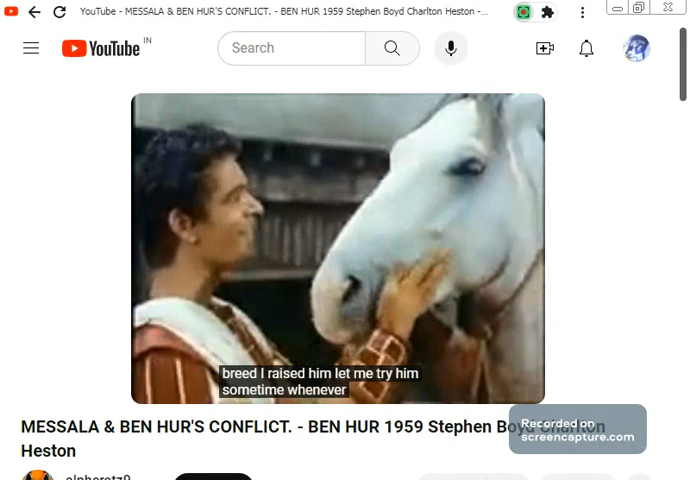 YouTube - MESSALA & BEN HUR'S CONFLICT. - BEN HUR 1959 Stephen Boyd Charlton Heston -...
YouTube IN
Search
breed I raised him let me try him
sometime whenever
MESSALA & BEN HUR'S CONFLICT. - BEN HUR 1959 Stephen Boyd Charlton
Heston
Recorded on
screencapture.com